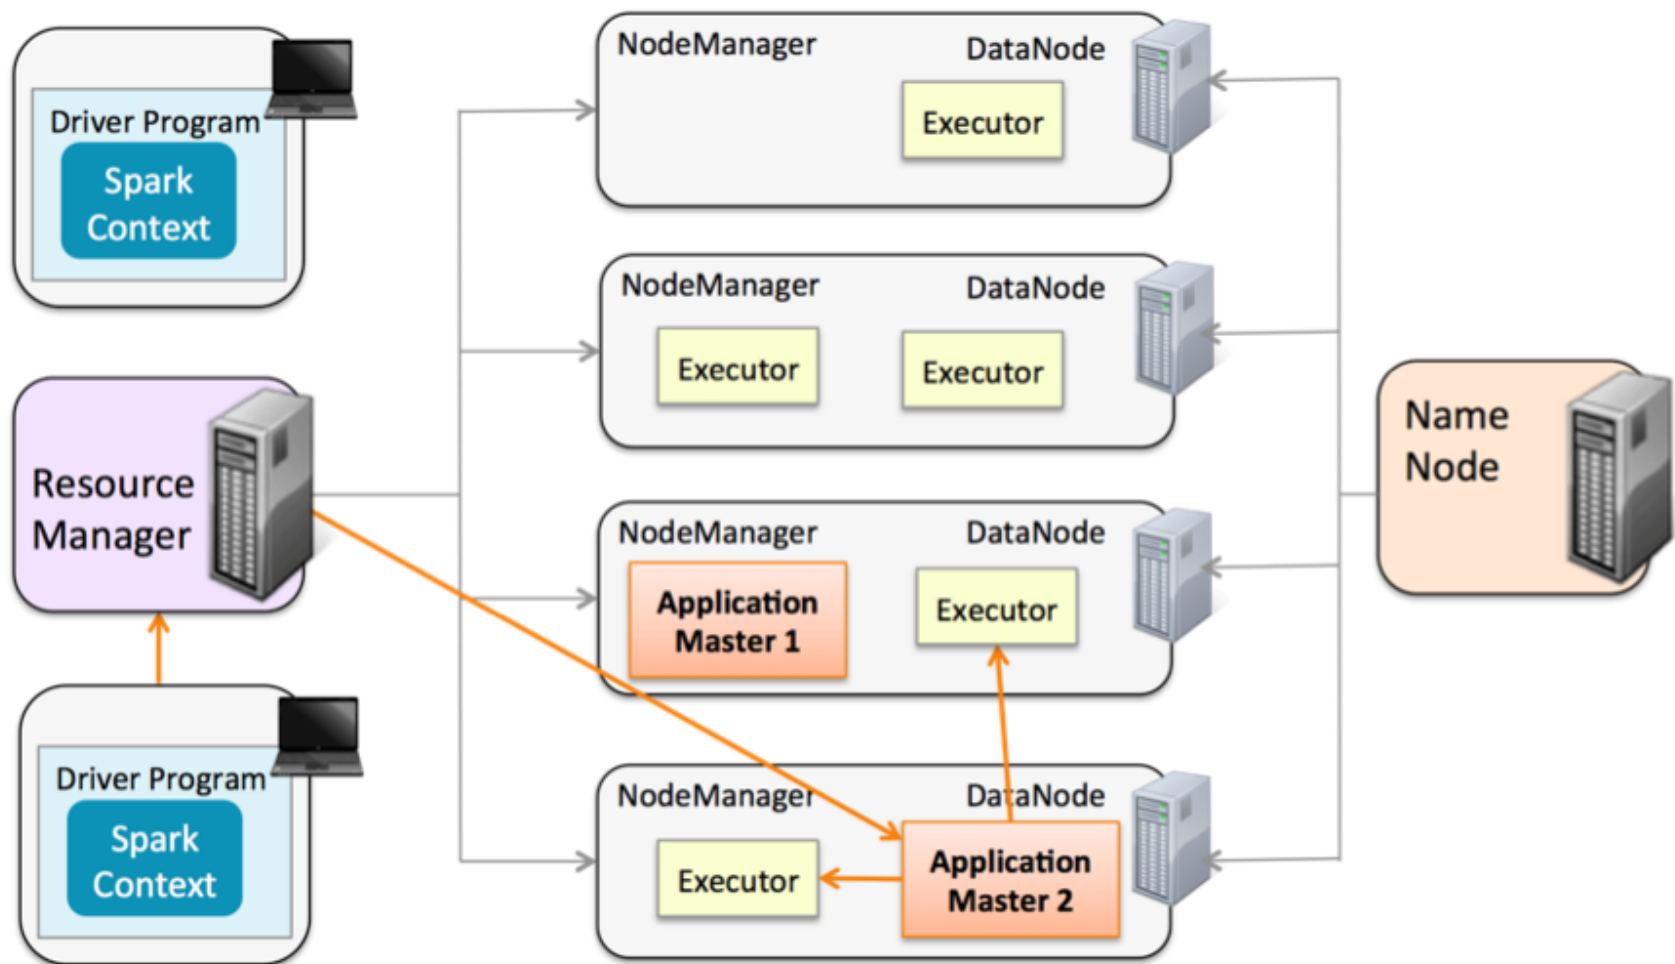 Driver Program
Spark
Context
Resource
Manager
Driver Program
Spark
Context
NodeManager
DataNode
Executor
NodeManager
DataNode
Executor
Executor
NodeManager
DataNode
Application
Master 1
Executor
NodeManager
DataNode
Executor
Application
Master 2
Name
Node